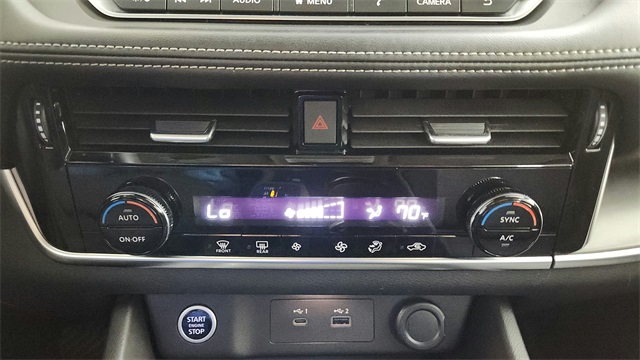 AUDIO MENU CAMERA
Lo 70 F
AUTO SYNC
ON·OFF A/C
FRONT REAR
START
ENGINE
STOP
1 2